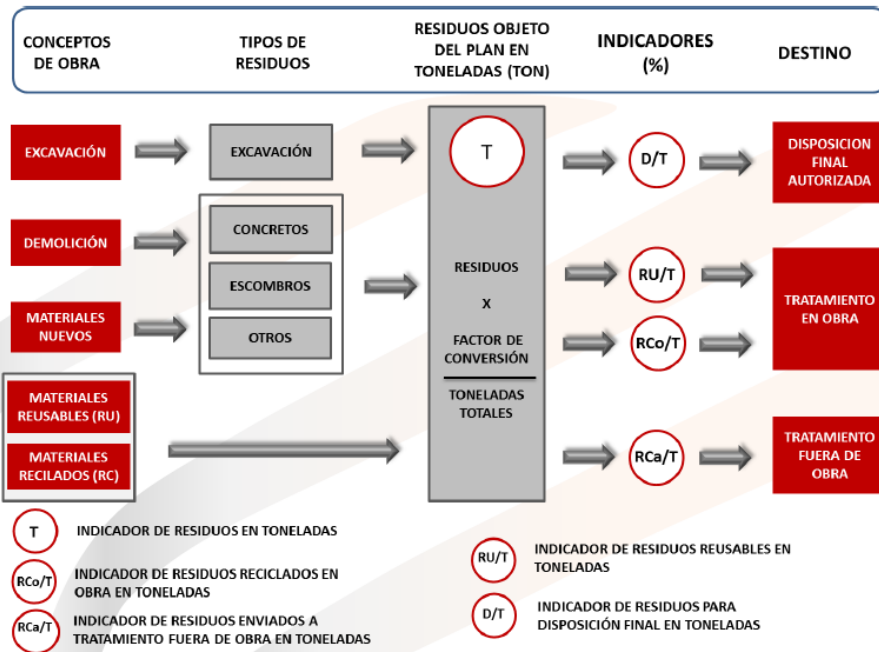 CONCEPTOS
DE OBRA
TIPOS DE
RESIDUOS
RESIDUOS OBJETO
DEL PLAN EN
TONELADAS (TON)
INDICADORES
(%)
DESTINO
EXCAVACIÓN
EXCAVACIÓN
T
D/T
DISPOSICION
FINAL
AUTORIZADA
DEMOLICIÓN
CONCRETOS
ESCOMBROS
OTROS
MATERIALES
NUEVOS
RESIDUOS
X
FACTOR DE
CONVERSIÓN
TONELADAS
TOTALES
RU/T
RCo/T
TRATAMIENTO
EN OBRA
MATERIALES
REUSABLES (RU)
MATERIALES
RECILADOS (RC)
RCa/T
TRATAMIENTO
FUERA DE
OBRA
T
INDICADOR DE RESIDUOS EN TONELADAS
RCo/T
INDICADOR DE RESIDUOS RECICLADOS EN
OBRA EN TONELADAS
RCa/T
INDICADOR DE RESIDUOS ENVIADOS A
TRATAMIENTO FUERA DE OBRA EN TONELADAS
RU/T
INDICADOR DE RESIDUOS REUSABLES EN
TONELADAS
D/T
INDICADOR DE RESIDUOS PARA
DISPOSICIÓN FINAL EN TONELADAS